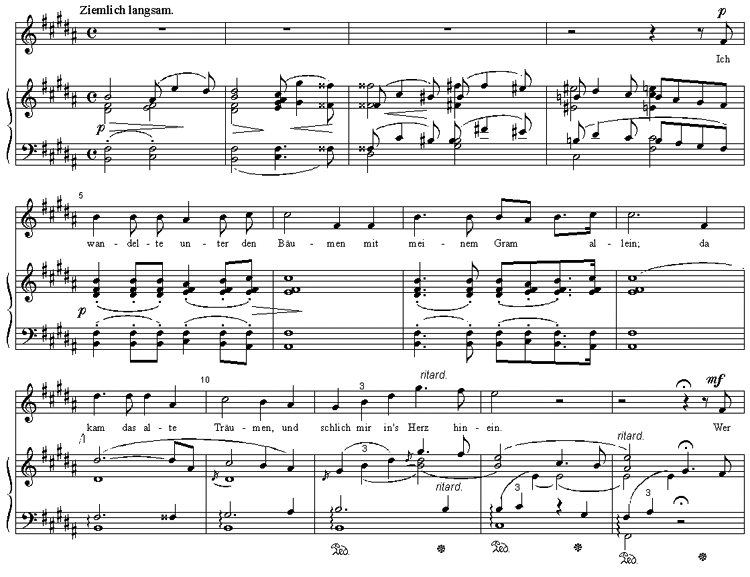 Ziemlich langsam.
p
Ich
p
5
wan- del- te un- ter den Bäu- men mit mei- nem Gram al- lein; da
p
10 3 ritard. mf
kam das al- te Träu- men, und schlich mir in's Herz hin- ein. Wer
3 ritard. 3 ritard. 3
Ped. * Ped. * Ped. *